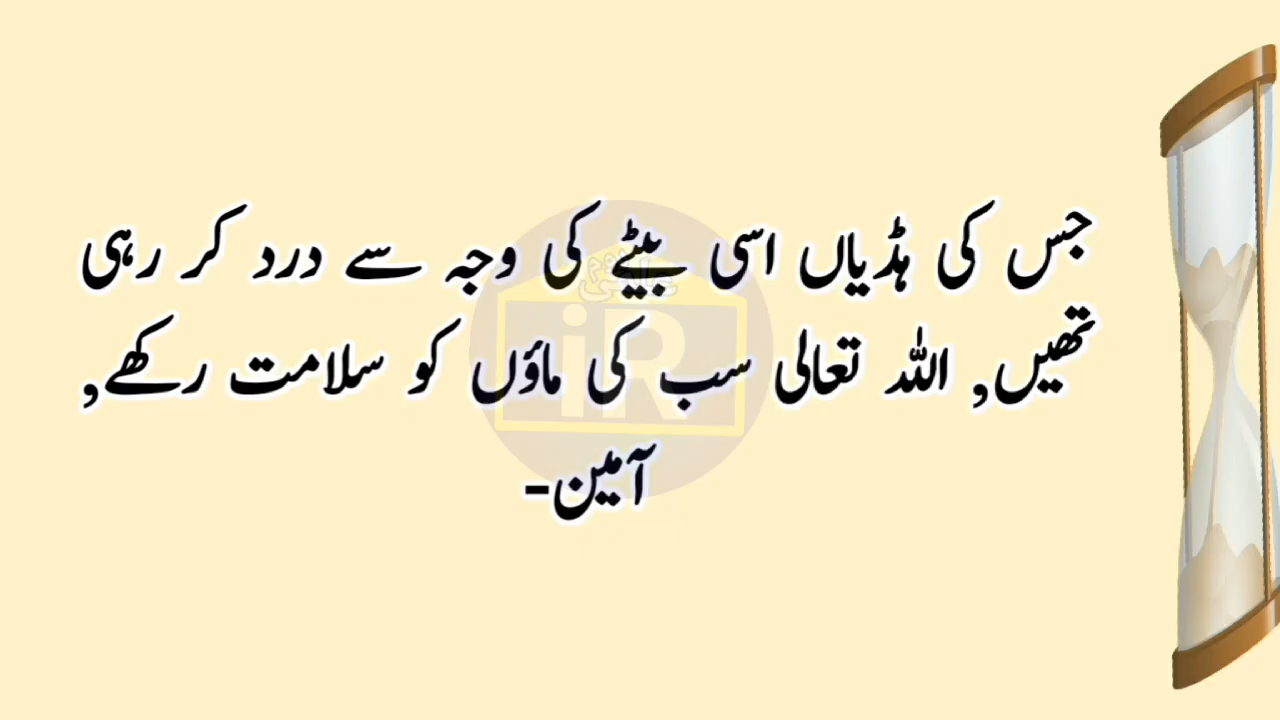 جس کی ہڈیاں اسی بیٹے کی وجہ سے درد کر رہی
تھیں, اللہ تعالی سب کی ماؤں کو سلامت رکھے,
آمین-
iR